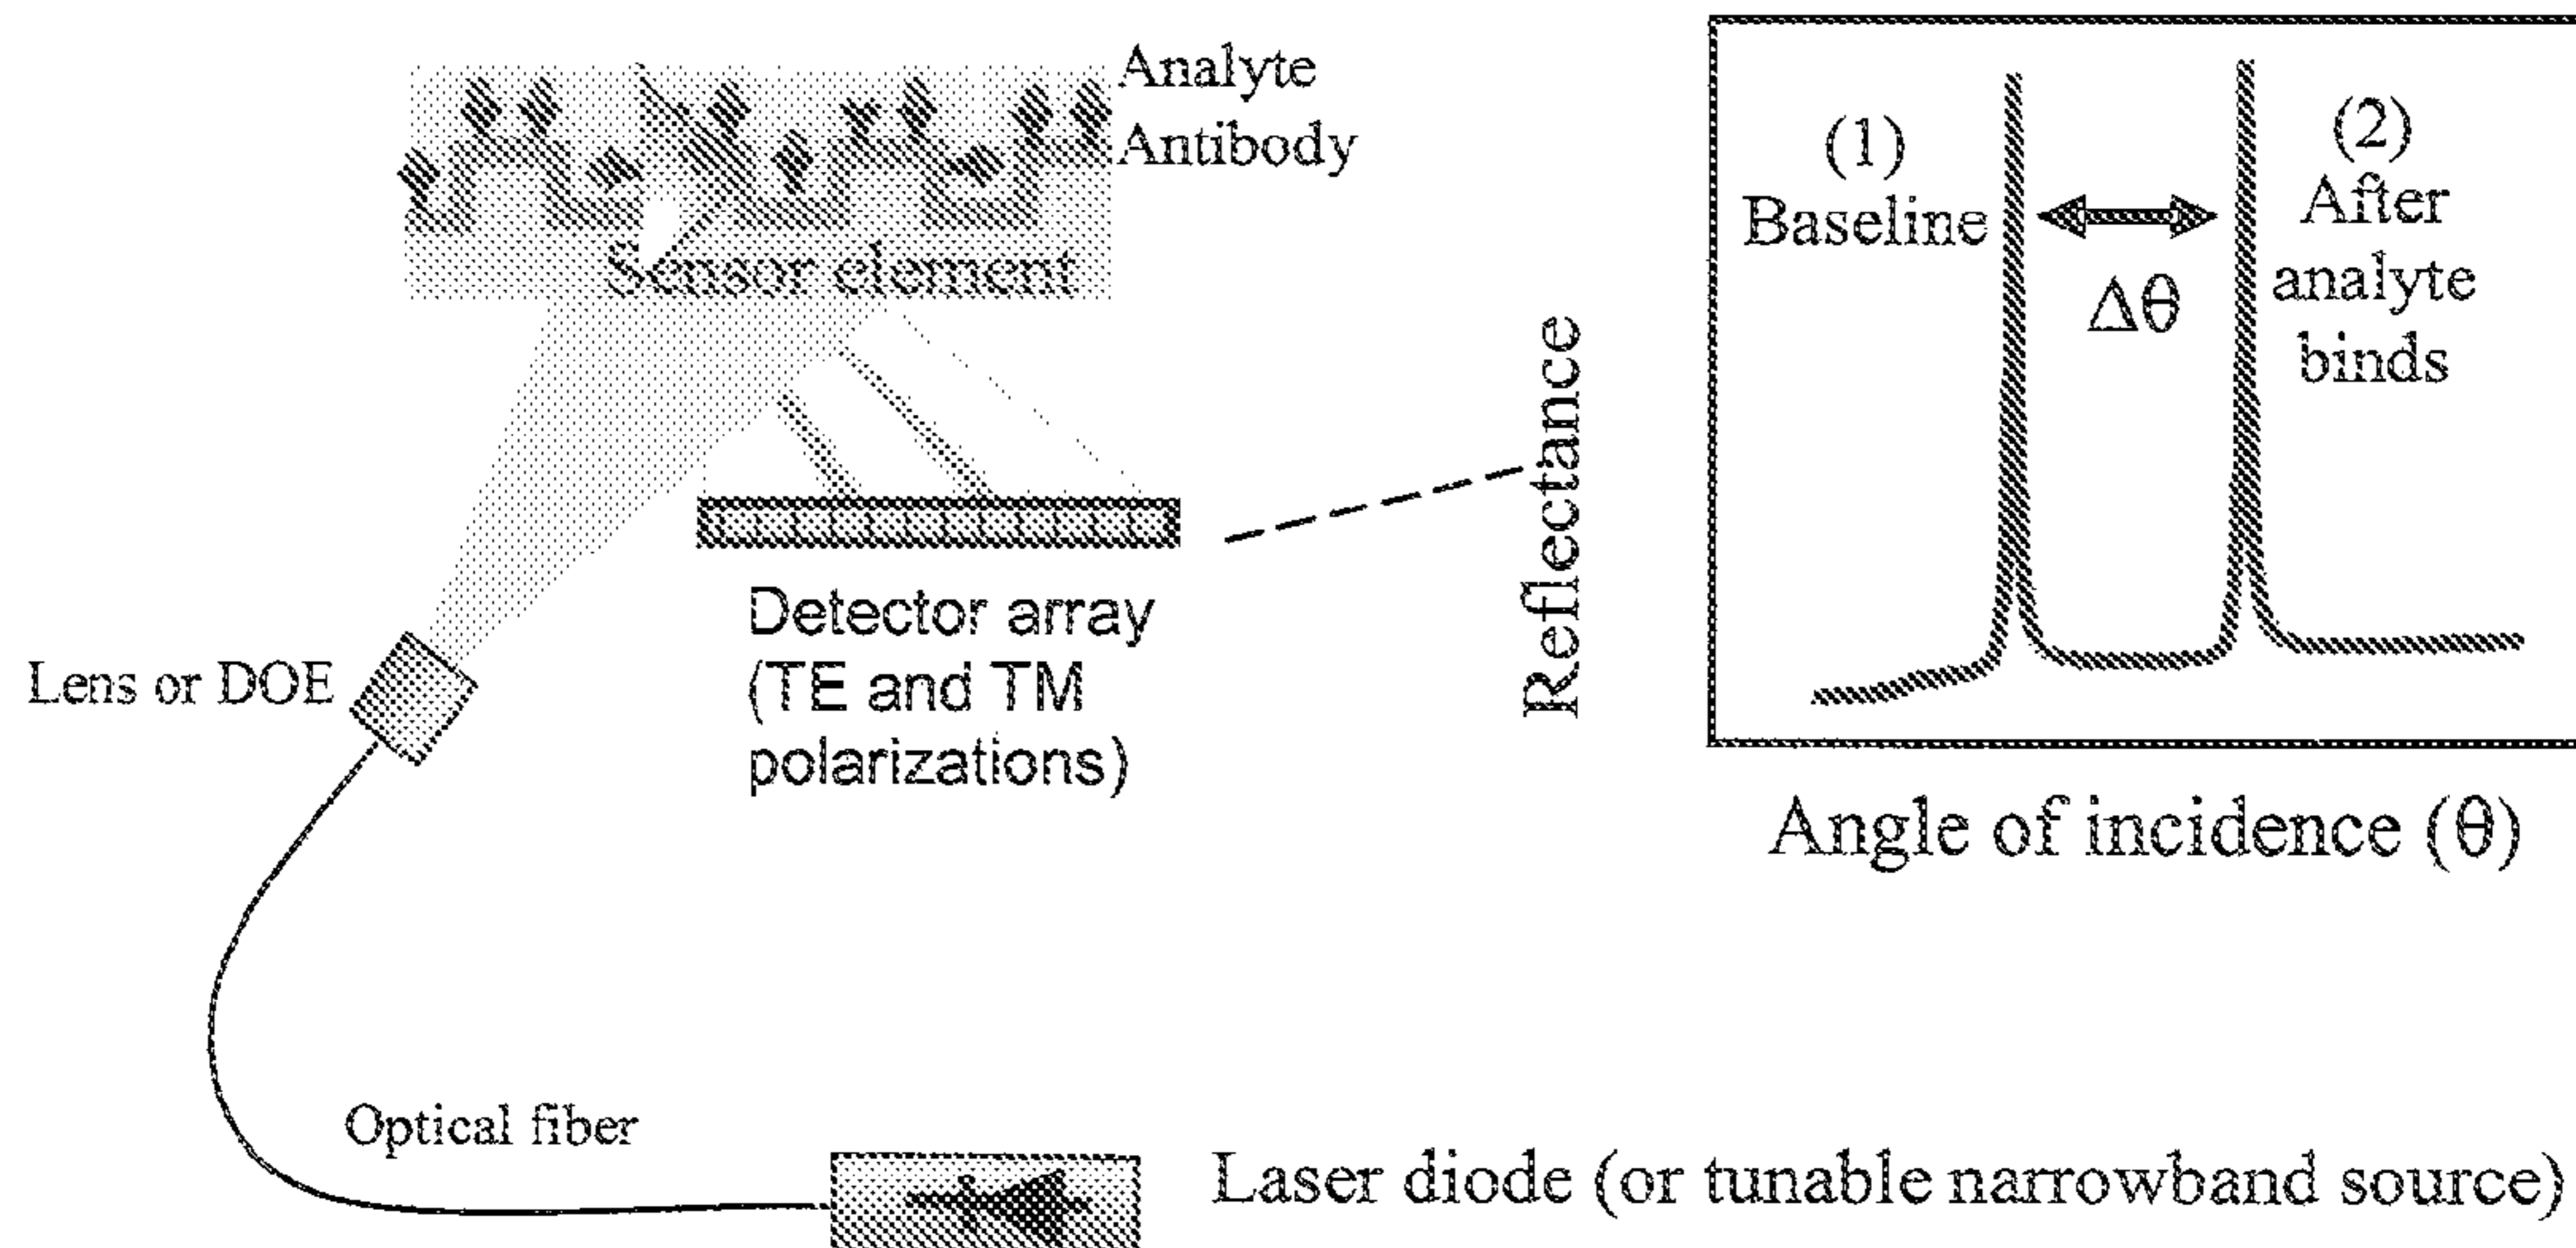 Analyte
Antibody
Sensor element
Detector array
(TE and TM
polarizations)
Lens or DOE
Optical fiber
Laser diode (or tunable narrowband source)
Reflectance
(1)
Baseline
Δθ
(2)
After
analyte
binds
Angle of incidence (θ)